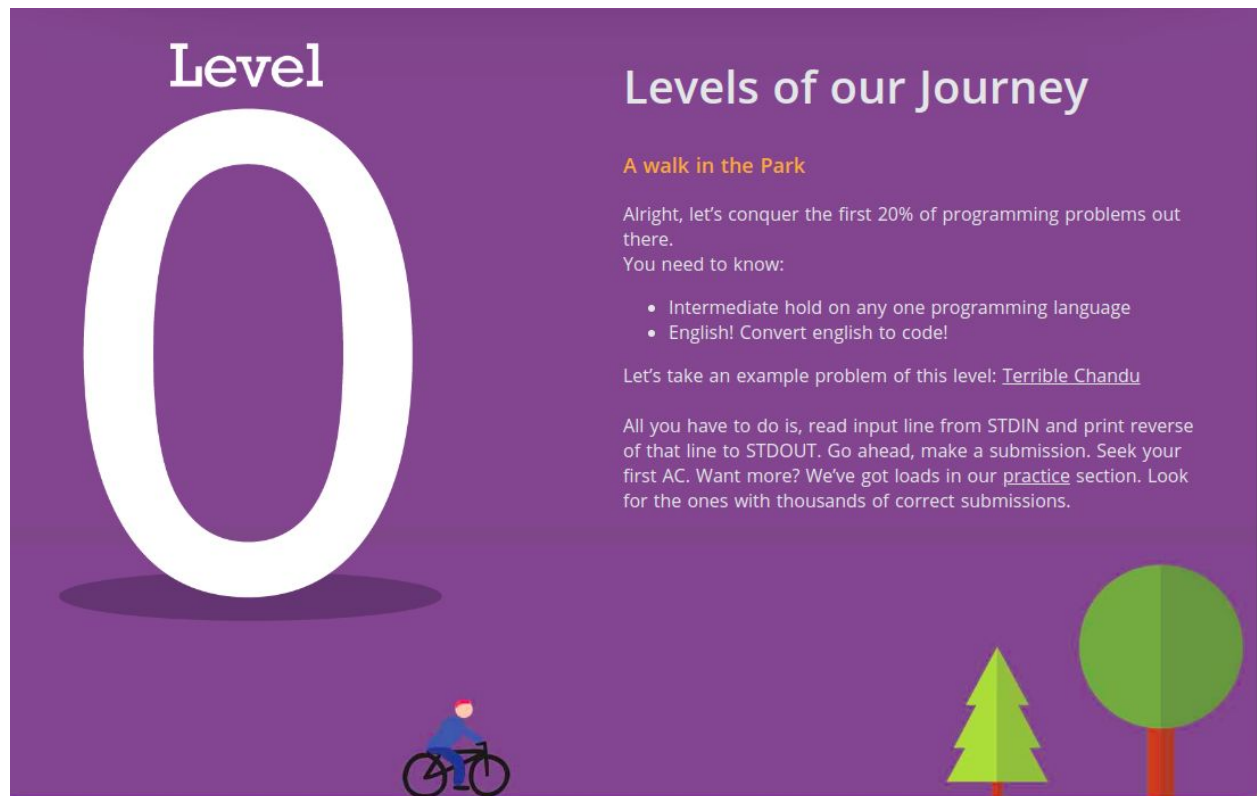 Level
0
Levels of our Journey
A walk in the Park
Alright, let’s conquer the first 20% of programming problems out
there.
You need to know:
• Intermediate hold on any one programming language
• English! Convert english to code!
Let’s take an example problem of this level: Terrible Chandu
All you have to do is, read input line from STDIN and print reverse
of that line to STDOUT. Go ahead, make a submission. Seek your
first AC. Want more? We’ve got loads in our practice section. Look
for the ones with thousands of correct submissions.